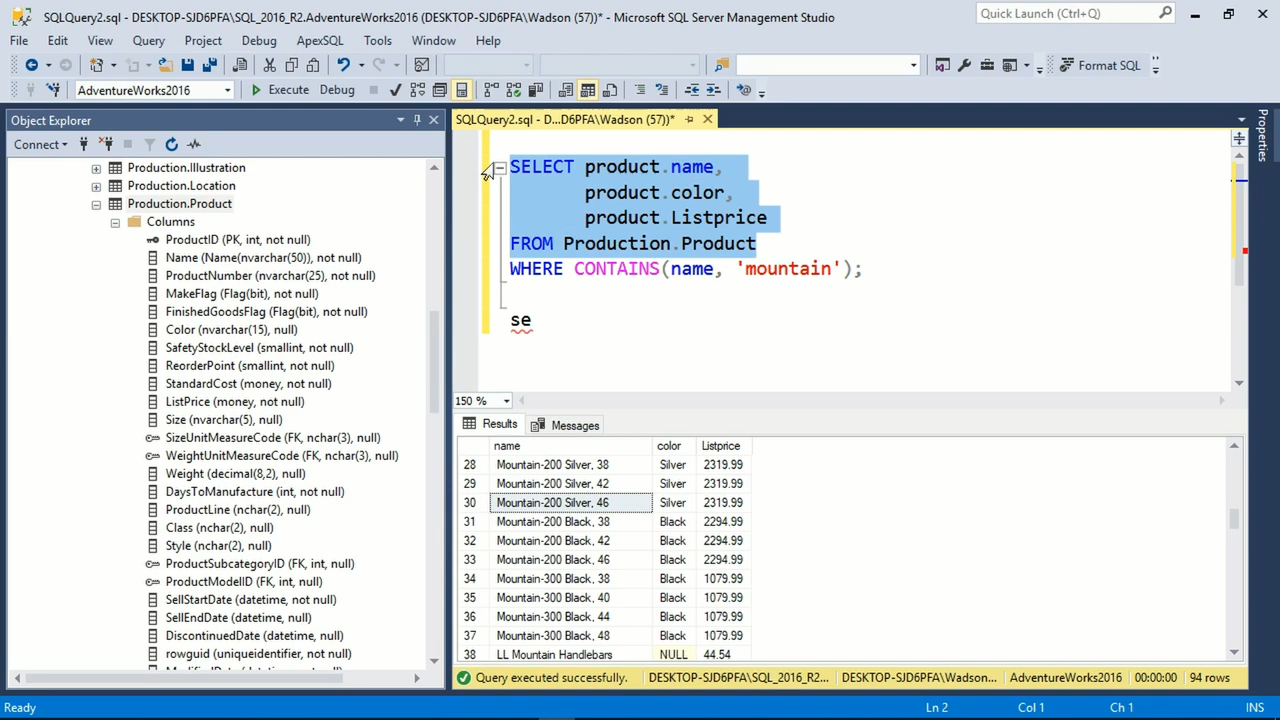 SQLQuery2.sql - DESKTOP-SJD6PFA\SQL_2016_R2.AdventureWorks2016 (DESKTOP-SJD6PFA\Wadson (57))* - Microsoft SQL Server Management Studio
Quick Launch (Ctrl+Q)
File Edit View Query Project Debug ApexSQL Tools Window Help
Format SQL
AdventureWorks2016 Execute Debug
Object Explorer
SQLQuery2.sql - D...D6PFA\Wadson (57))*
Properties
Connect
Production.Illustration
Production.Location
Production.Product
Columns
ProductID (PK, int, not null)
Name (Name(nvarchar(50)), not null)
ProductNumber (nvarchar(25), not null)
MakeFlag (Flag(bit), not null)
FinishedGoodsFlag (Flag(bit), not null)
Color (nvarchar(15), null)
SafetyStockLevel (smallint, not null)
ReorderPoint (smallint, not null)
StandardCost (money, not null)
ListPrice (money, not null)
Size (nvarchar(5), null)
SizeUnitMeasureCode (FK, nchar(3), null)
WeightUnitMeasureCode (FK, nchar(3), null)
Weight (decimal(8,2), null)
DaysToManufacture (int, not null)
ProductLine (nchar(2), null)
Class (nchar(2), null)
Style (nchar(2), null)
ProductSubcategoryID (FK, int, null)
ProductModelID (FK, int, null)
SellStartDate (datetime, not null)
SellEndDate (datetime, null)
DiscontinuedDate (datetime, null)
rowguid (uniqueidentifier, not null)
SELECT product.name,
product.color,
product.Listprice
FROM Production.Product
WHERE CONTAINS(name, 'mountain');
se
150 %
Results Messages
name color Listprice
28 Mountain-200 Silver, 38 Silver 2319.99
29 Mountain-200 Silver, 42 Silver 2319.99
30 Mountain-200 Silver, 46 Silver 2319.99
31 Mountain-200 Black, 38 Black 2294.99
32 Mountain-200 Black, 42 Black 2294.99
33 Mountain-200 Black, 46 Black 2294.99
34 Mountain-300 Black, 38 Black 1079.99
35 Mountain-300 Black, 40 Black 1079.99
36 Mountain-300 Black, 44 Black 1079.99
37 Mountain-300 Black, 48 Black 1079.99
38 LL Mountain Handlebars NULL 44.54
Query executed successfully. DESKTOP-SJD6PFA\SQL_2016_R2... DESKTOP-SJD6PFA\Wadson... AdventureWorks2016 00:00:00 94 rows
Ready Ln 2 Col 1 Ch 1 INS